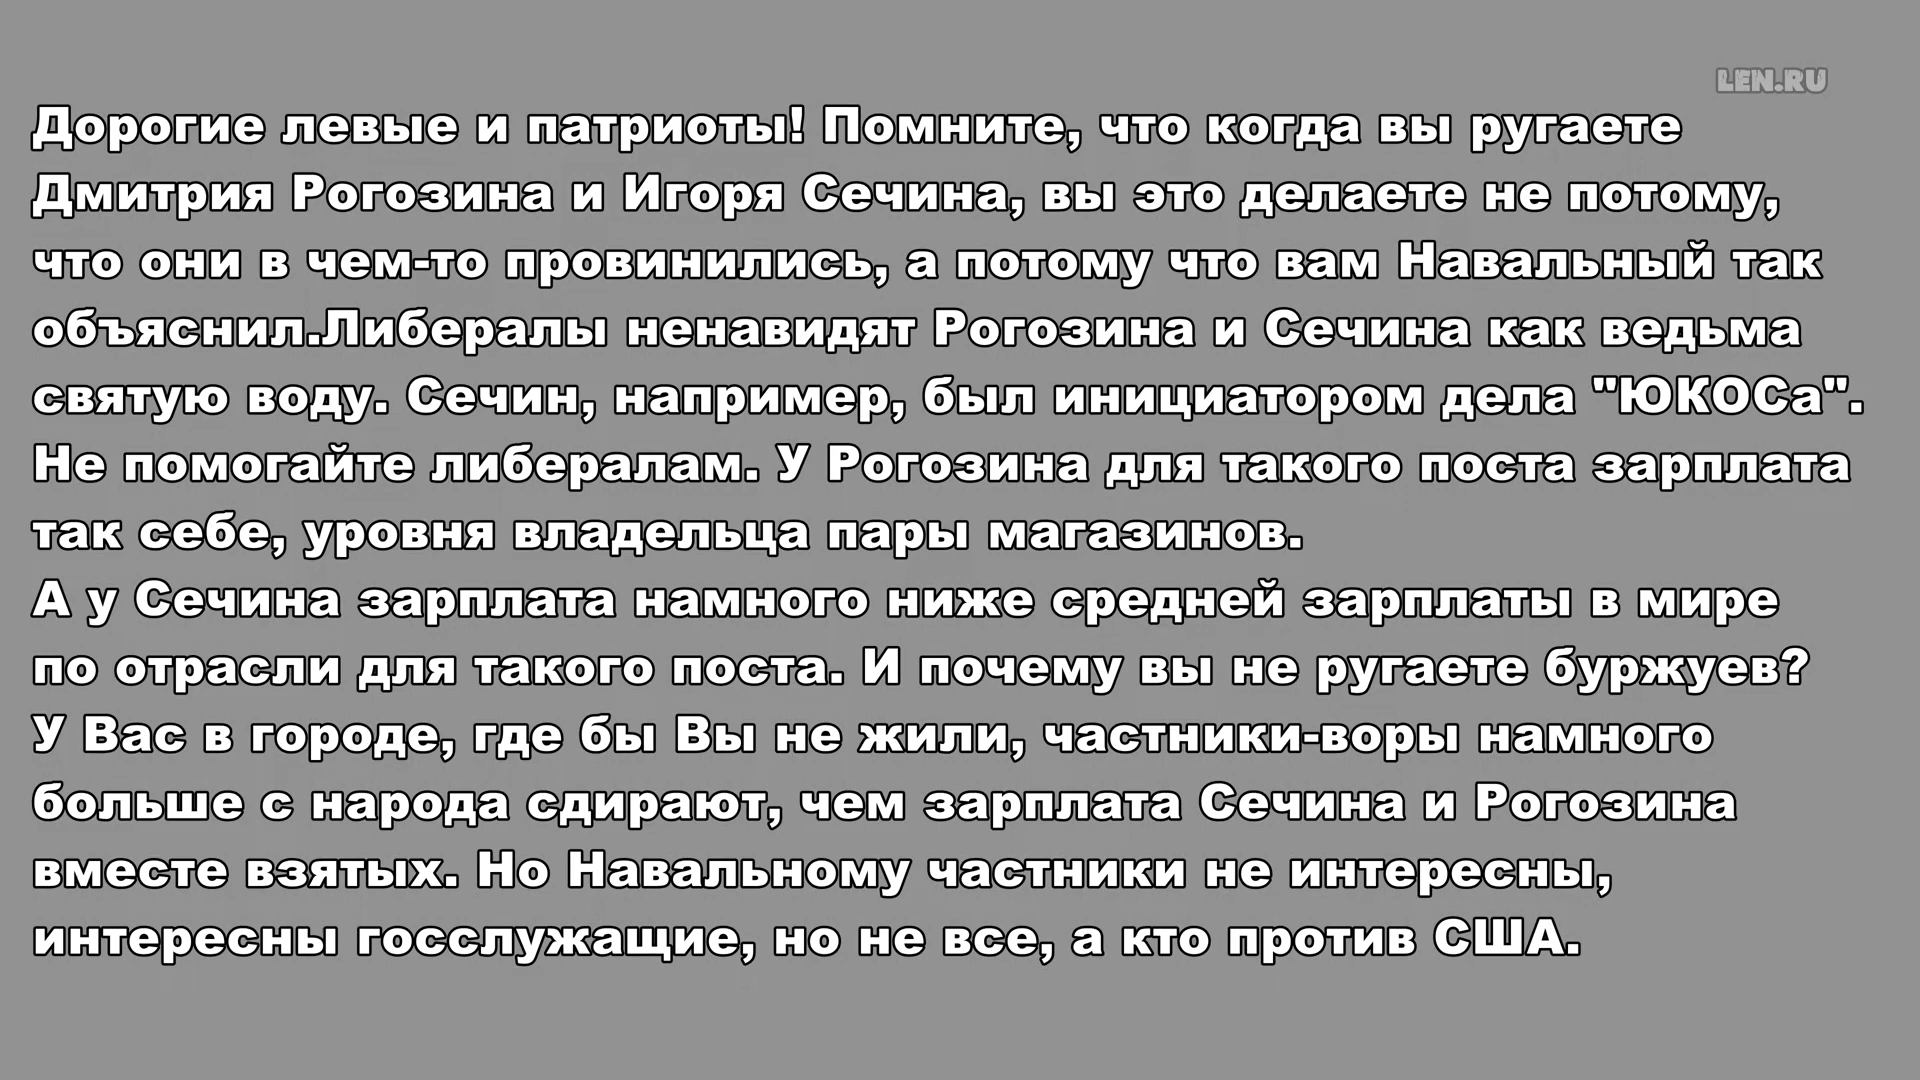 LEN.RU
Дорогие левые и патриоты! Помните, что когда вы ругаете
Дмитрия Рогозина и Игоря Сечина, вы это делаете не потому,
что они в чем-то провинились, а потому что вам Навальный так
объяснил.Либералы ненавидят Рогозина и Сечина как ведьма
святую воду. Сечин, например, был инициатором дела "ЮКОСа".
Не помогайте либералам. У Рогозина для такого поста зарплата
так себе, уровня владельца пары магазинов.
А у Сечина зарплата намного ниже средней зарплаты в мире
по отрасли для такого поста. И почему вы не ругаете буржуев?
У Вас в городе, где бы Вы не жили, частники-воры намного
больше с народа сдирают, чем зарплата Сечина и Рогозина
вместе взятых. Но Навальному частники не интересны,
интересны госслужащие, но не все, а кто против США.